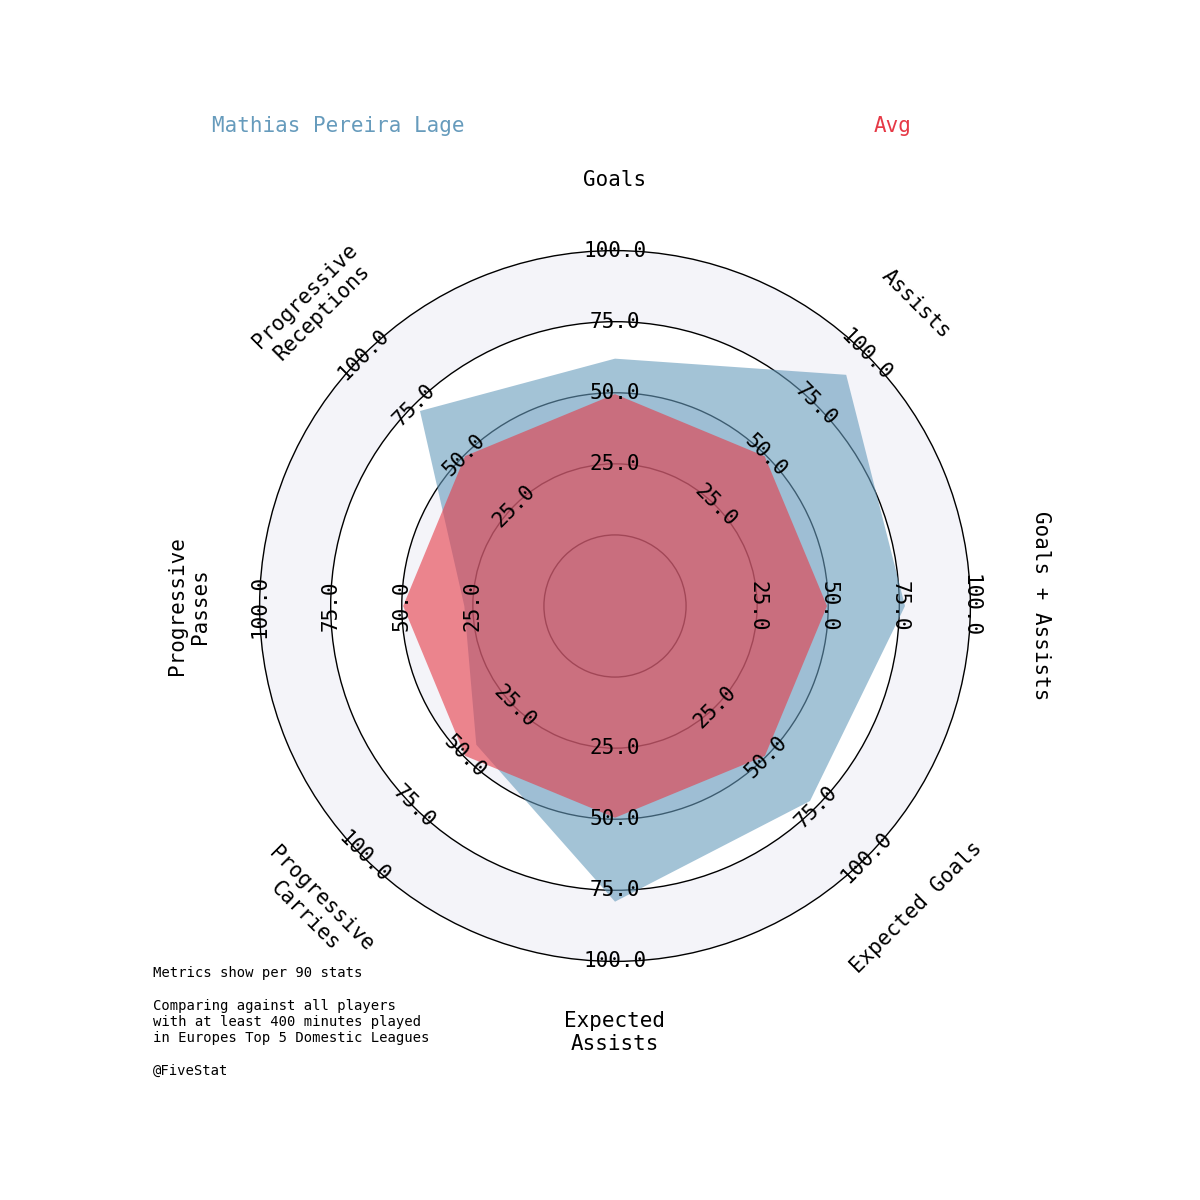 Mathias Pereira Lage
Avg
Goals
Assists
Goals + Assists
Expected Goals
Expected
Assists
Progressive
Carries
Progressive
Passes
Progressive
Receptions
25.0
50.0
75.0
100.0
25.0
50.0
75.0
100.0
25.0
50.0
75.0
100.0
25.0
50.0
75.0
100.0
25.0
50.0
75.0
100.0
25.0
50.0
75.0
100.0
25.0
50.0
75.0
100.0
25.0
50.0
75.0
100.0
Metrics show per 90 stats
Comparing against all players
with at least 400 minutes played
in Europes Top 5 Domestic Leagues
@FiveStat